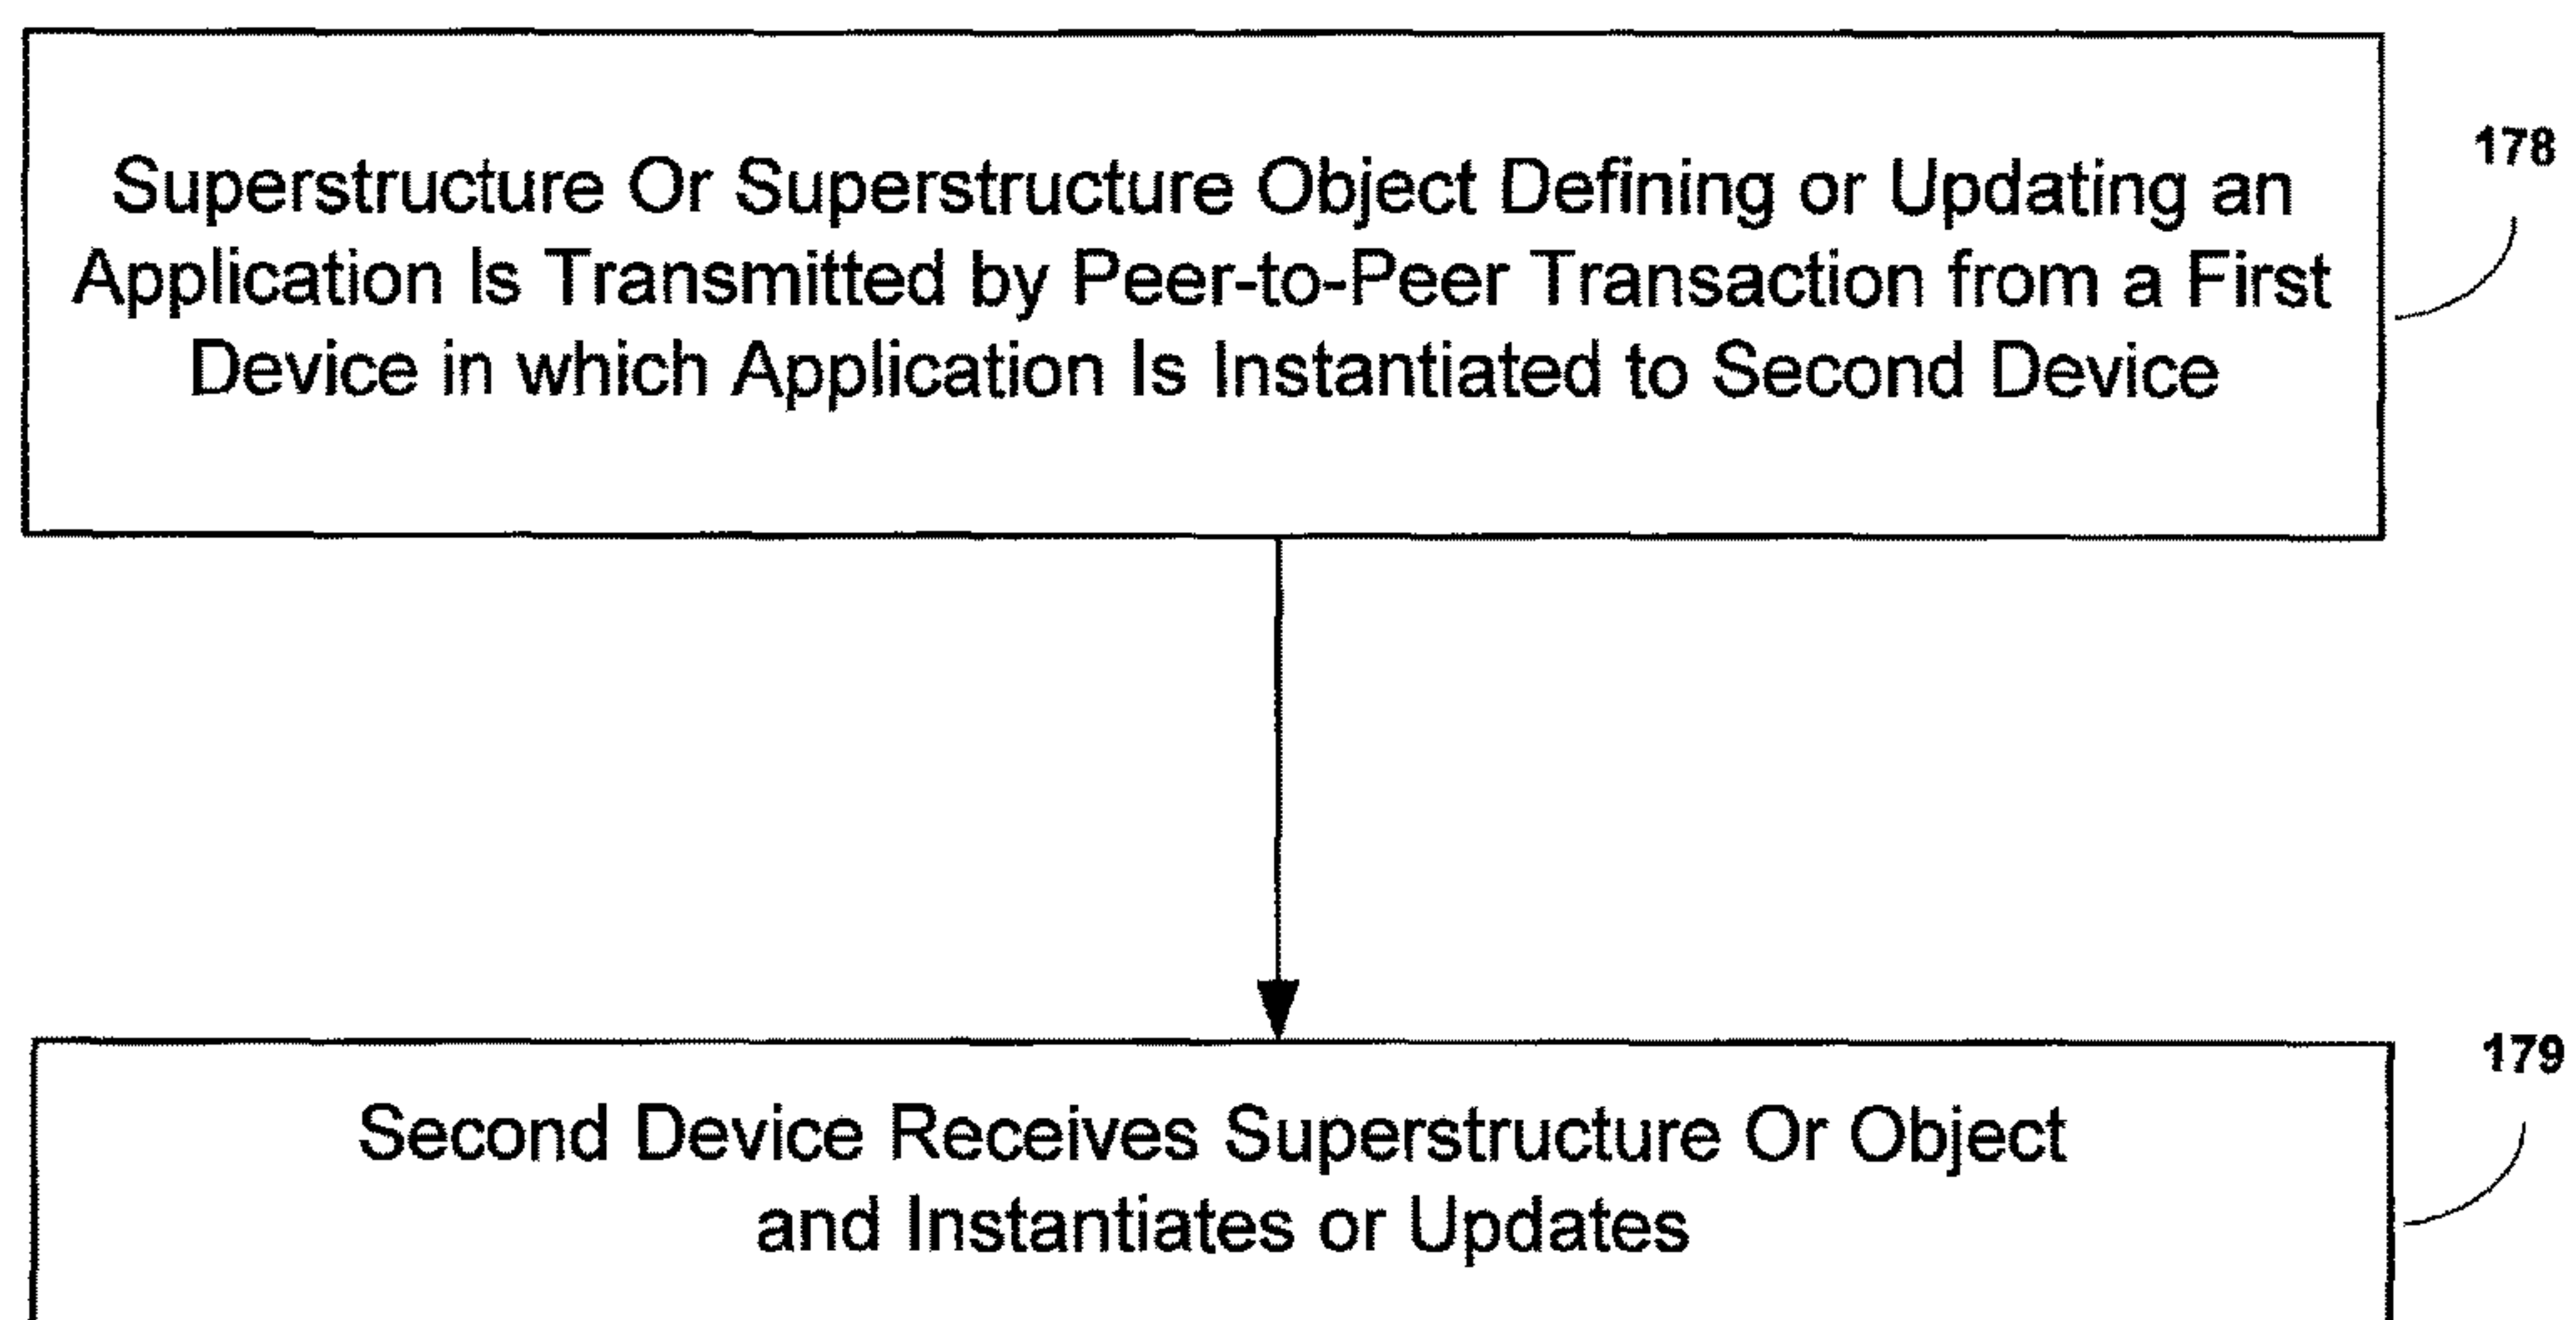 178
Superstructure Or Superstructure Object Defining or Updating an
Application Is Transmitted by Peer-to-Peer Transaction from a First
Device in which Application Is Instantiated to Second Device
179
Second Device Receives Superstructure Or Object
and Instantiates or Updates